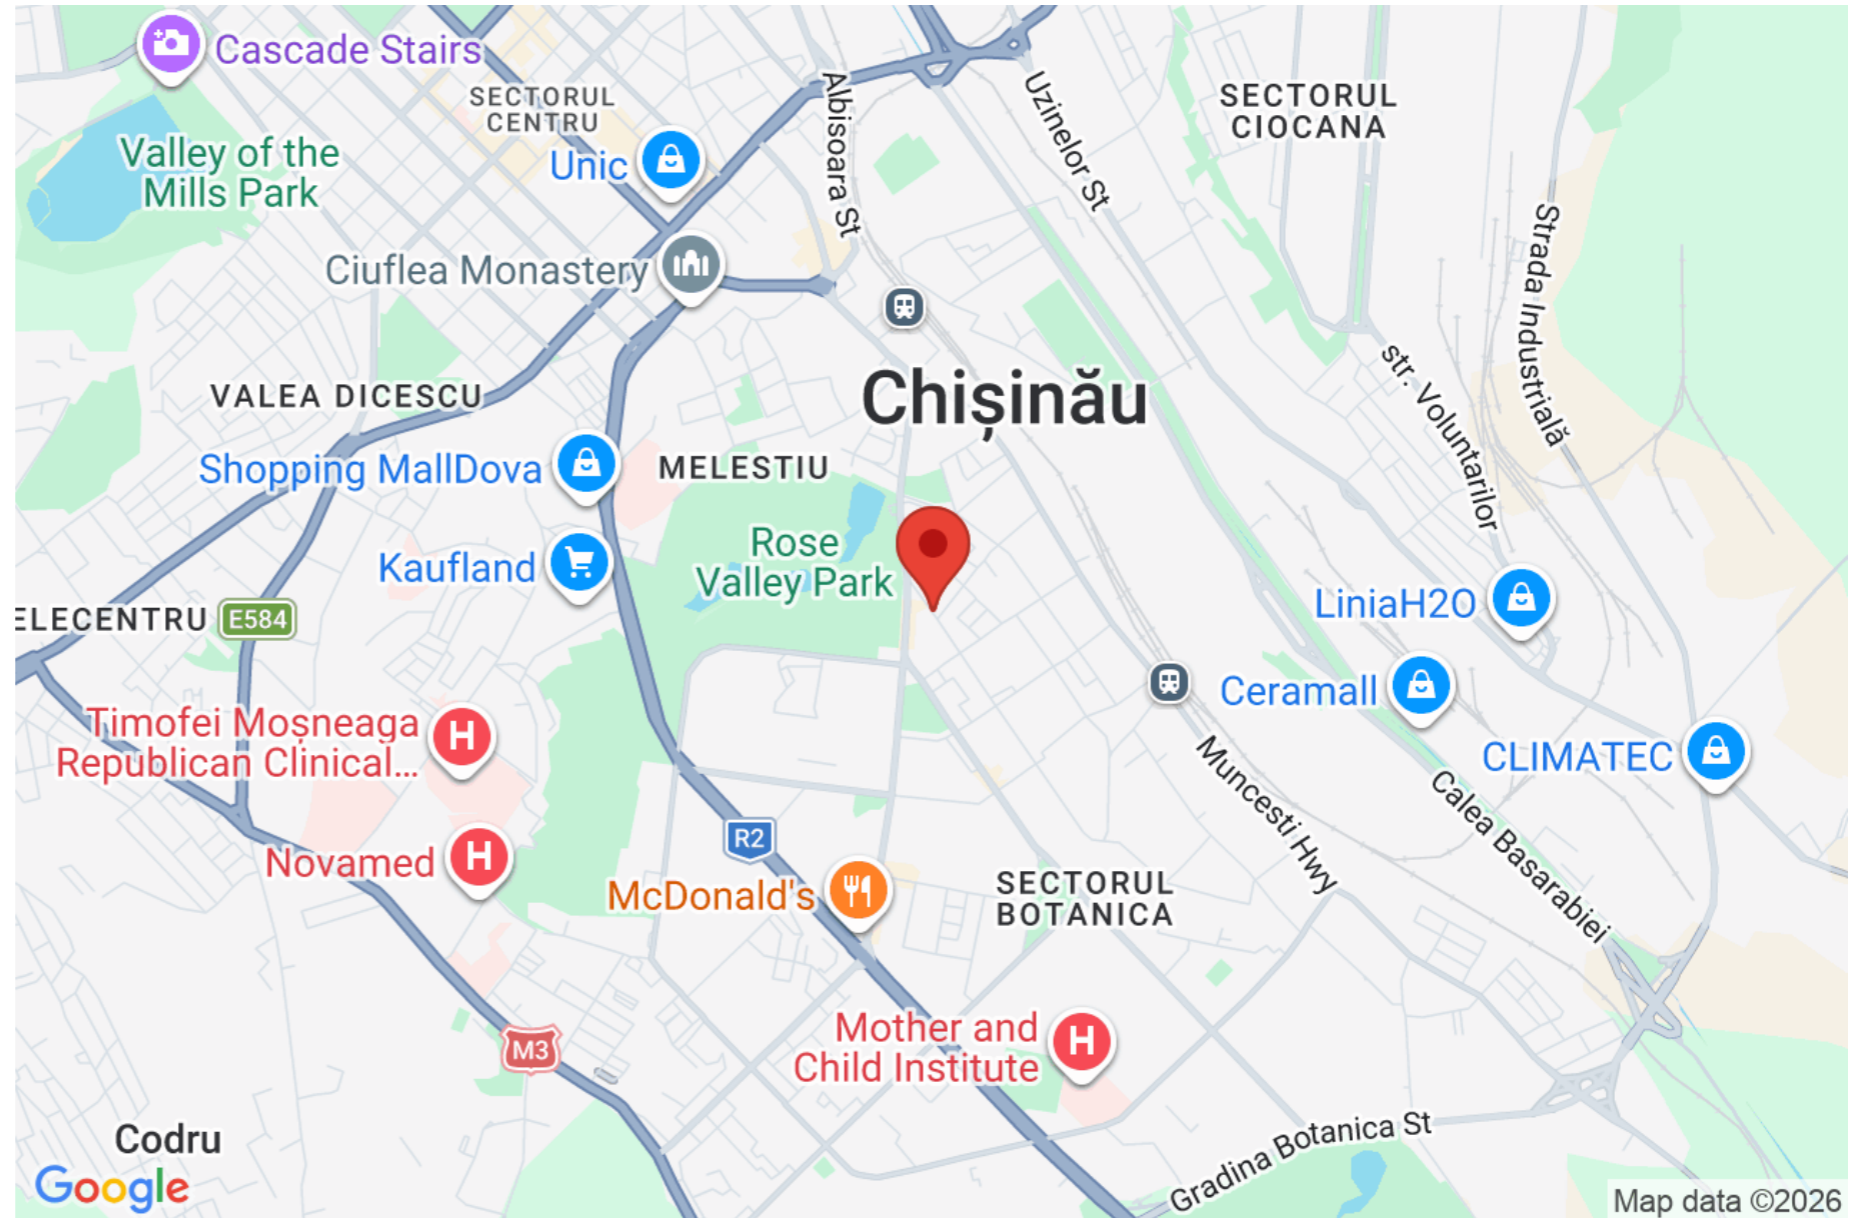 Cascade Stairs
SECTORUL
CENTRU
Albisoara St
Uzinelor St
SECTORUL
CIOCANA
Valley of the
Mills Park
Unic
Strada Industrială
Ciuflea Monastery
str. Voluntarilor
Chișinău
VALEA DICESCU
Shopping MallDova
MELESTIU
Rose
Valley Park
Kaufland
ELECENTRU
E584
LiniaH2O
Ceramall
Timofei Moșneaga
Republican Clinical...
CLIMATEC
Muncesti Hwy
Calea Basarabiei
R2
Novamed
McDonald's
SECTORUL
BOTANICA
M3
Mother and
Child Institute
Codru
Gradina Botanica St
Google
Map data ©2026